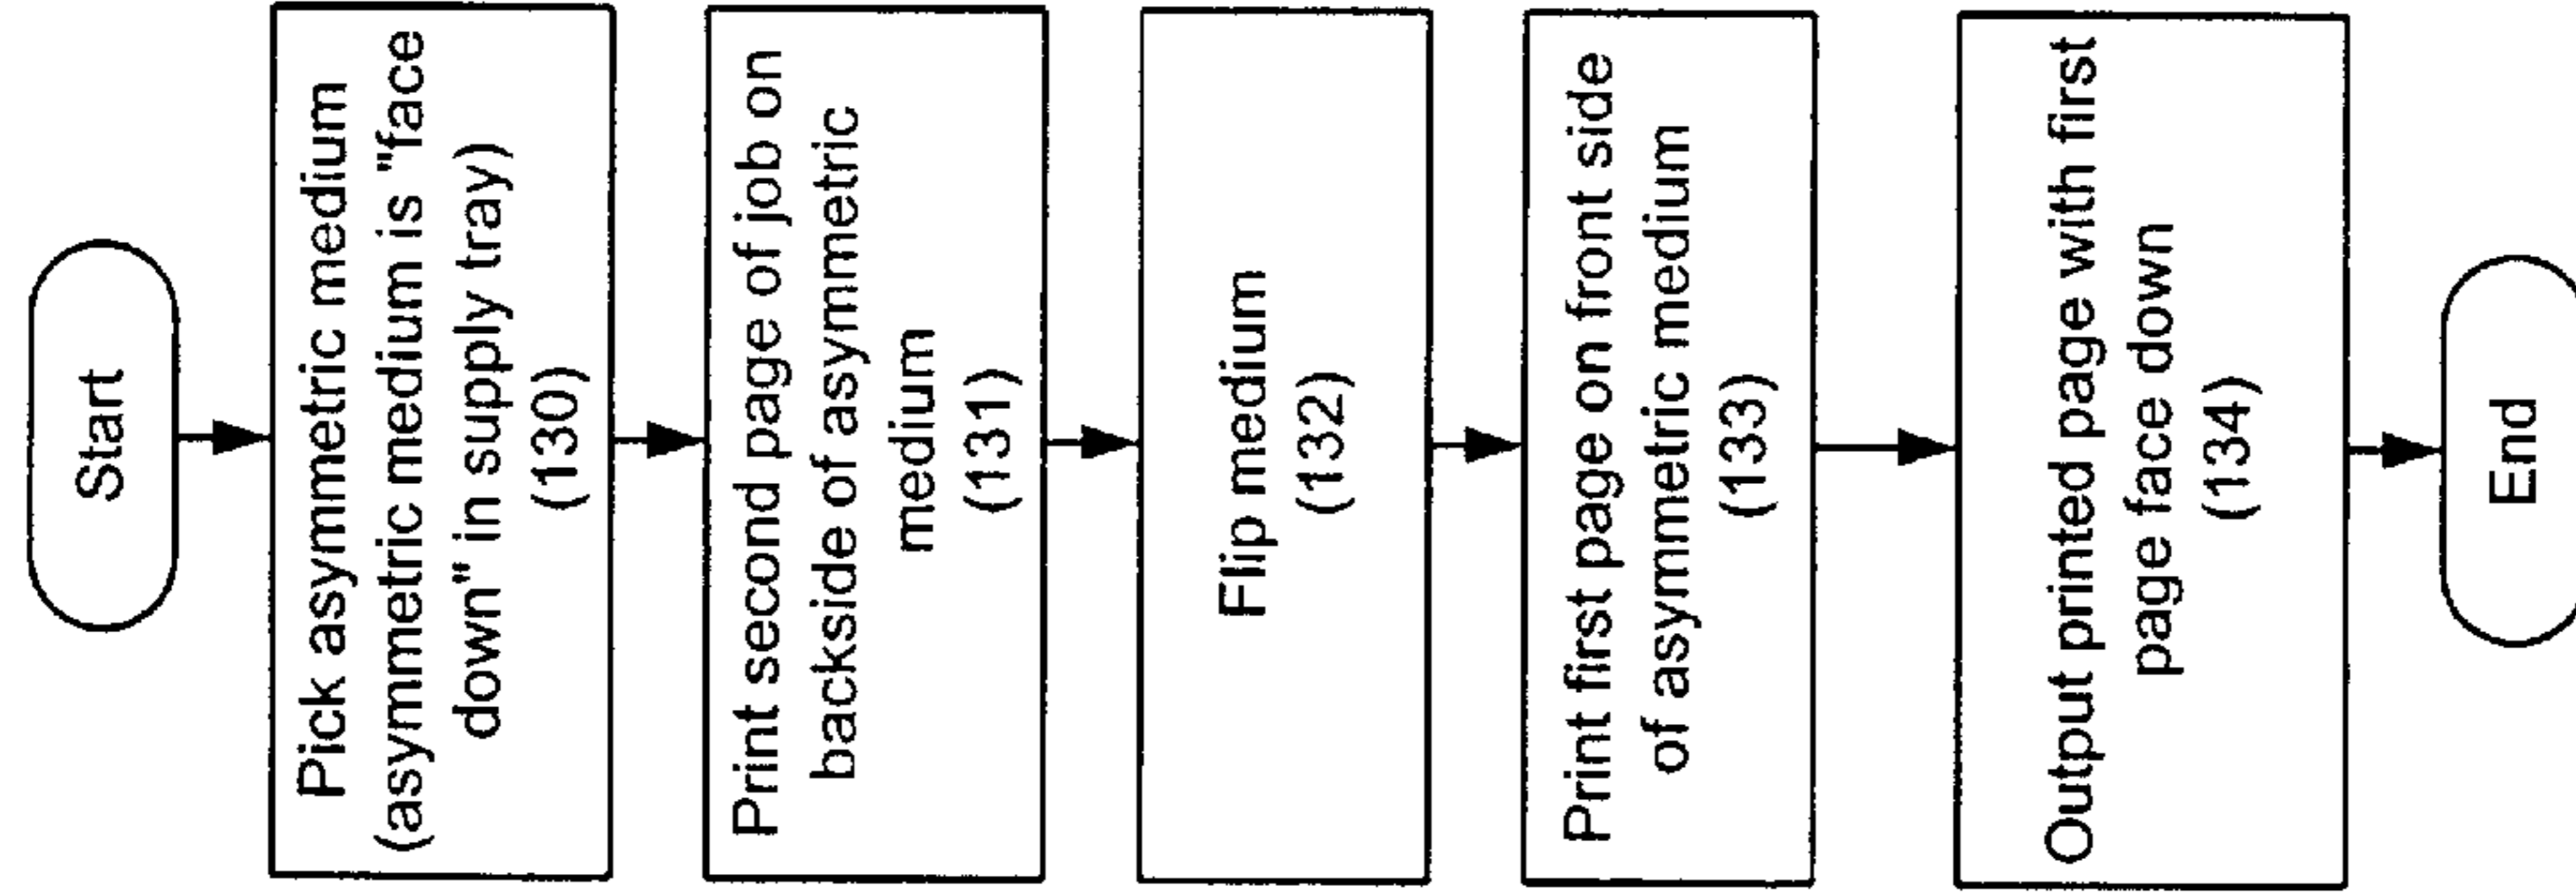 Start
Pick asymmetric medium
(asymmetric medium is "face
down" in supply tray)
(130)
Print second page of job on
backside of asymmetric
medium
(131)
Flip medium
(132)
Print first page on front side
of asymmetric medium
(133)
Output printed page with first
page face down
(134)
End